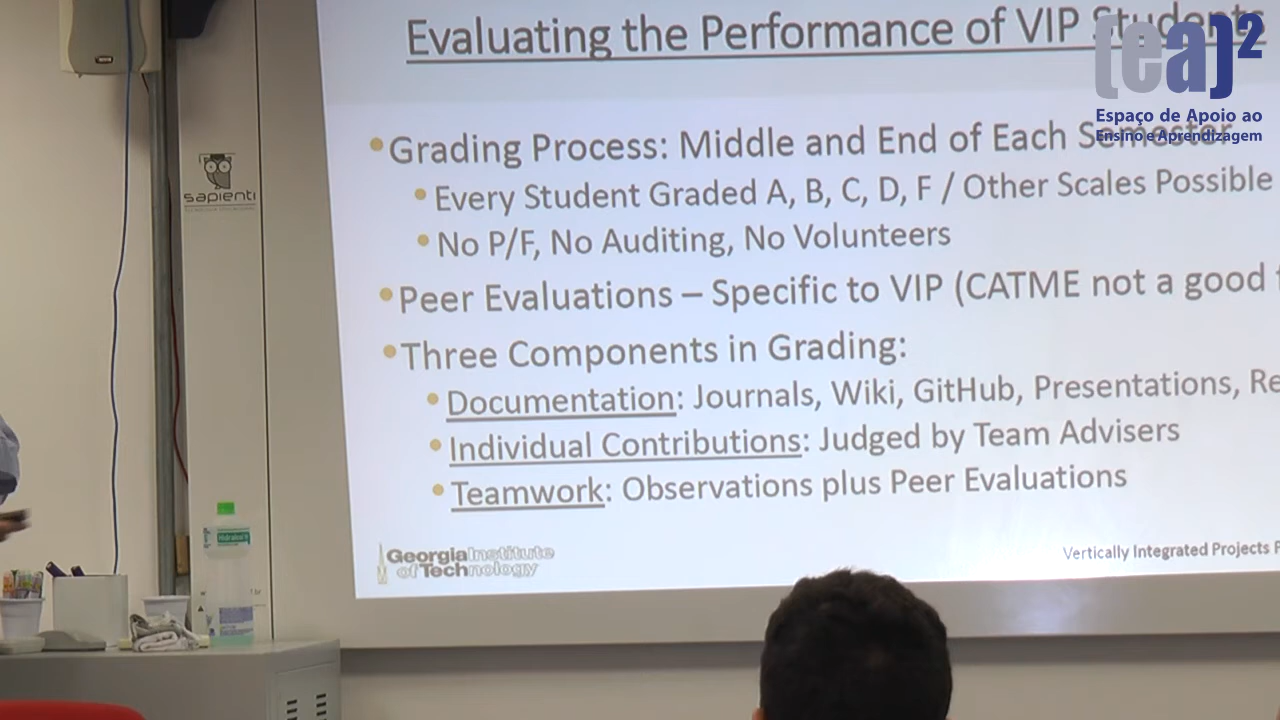 Evaluating the Performance of VIP Students
[ea]²
Espaço de Apoio ao
Ensino e Aprendizagem
• Grading Process: Middle and End of Each Semester
• Every Student Graded A, B, C, D, F / Other Scales Possible
• No P/F, No Auditing, No Volunteers
• Peer Evaluations – Specific to VIP (CATME not a good
• Three Components in Grading:
• Documentation: Journals, Wiki, GitHub, Presentations, Re
• Individual Contributions: Judged by Team Advisers
• Teamwork: Observations plus Peer Evaluations
Georgia Institute
of Technology
Vertically Integrated Projects P
sapienti